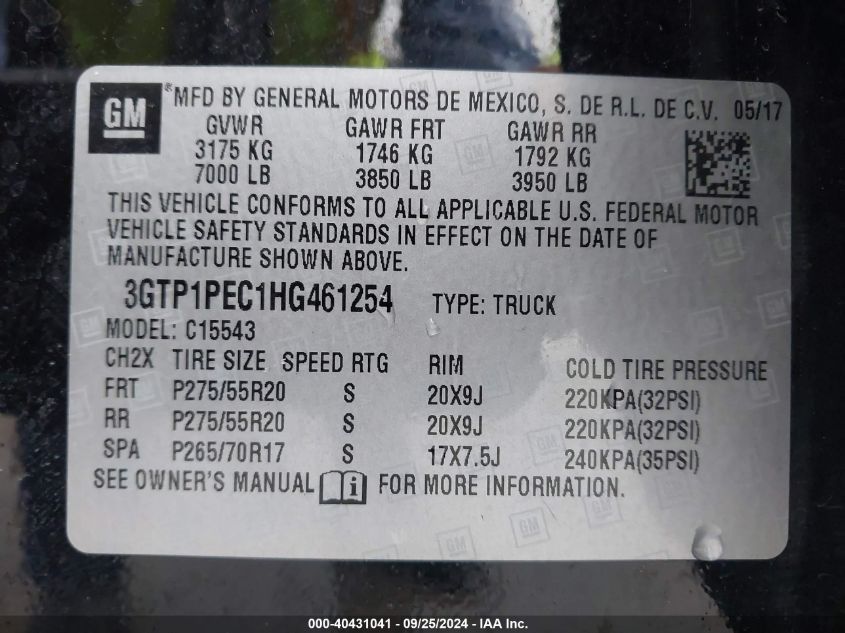 GM ® MFD BY GENERAL MOTORS DE MEXICO, S. DE R.L. DE C.V. 05/17
GVWR GAWR FRT GAWR RR
3175 KG 1746 KG 1792 KG
7000 LB 3850 LB 3950 LB
THIS VEHICLE CONFORMS TO ALL APPLICABLE U.S. FEDERAL MOTOR
VEHICLE SAFETY STANDARDS IN EFFECT ON THE DATE OF
MANUFACTURE SHOWN ABOVE.
3GTP1PEC1HG461254 TYPE: TRUCK
MODEL: C15543
CH2X TIRE SIZE SPEED RTG RIM COLD TIRE PRESSURE
FRT P275/55R20 S 20X9J 220KPA(32PSI)
RR P275/55R20 S 20X9J 220KPA(32PSI)
SPA P265/70R17 S 17X7.5J 240KPA(35PSI)
SEE OWNER'S MANUAL i FOR MORE INFORMATION.
000-40431041 / 09/25/2024 - IAA Inc.